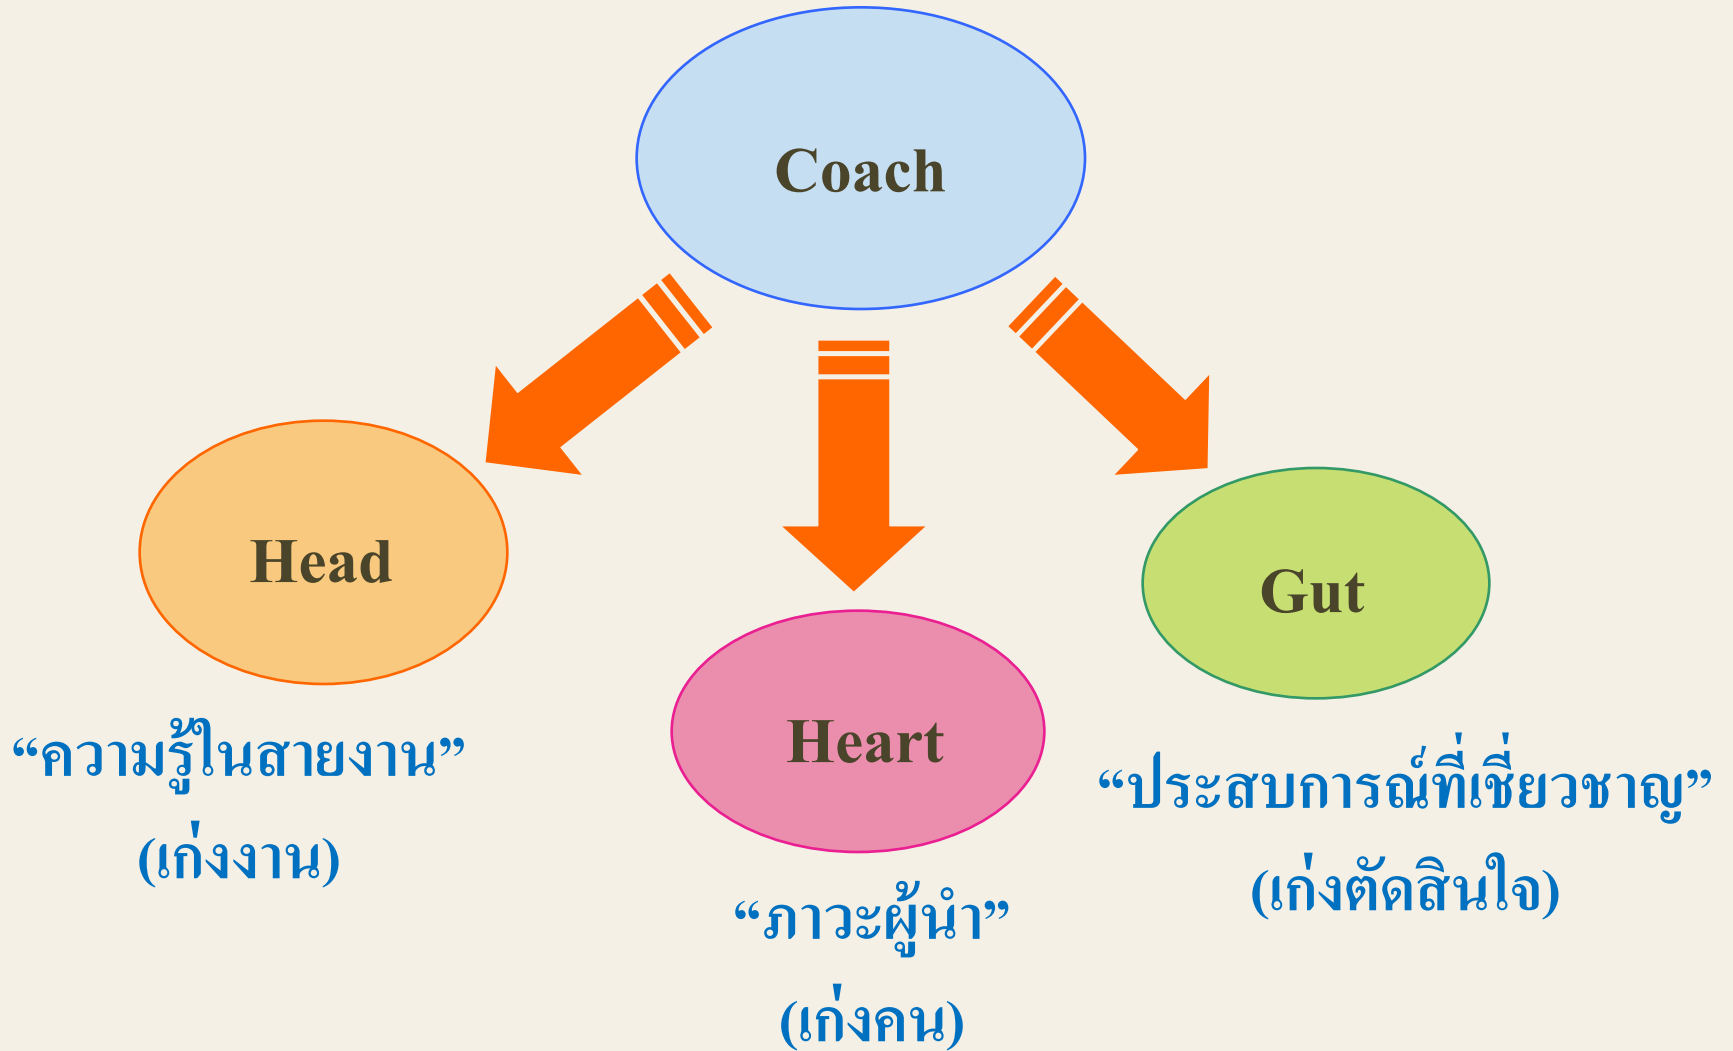 Coach
Head
“ความรู้ในสายงาน”
(เก่งงาน)
Heart
“ภาวะผู้นำ”
(เก่งคน)
Gut
“ประสบการณ์ที่เชี่ยวชาญ”
(เก่งตัดสินใจ)